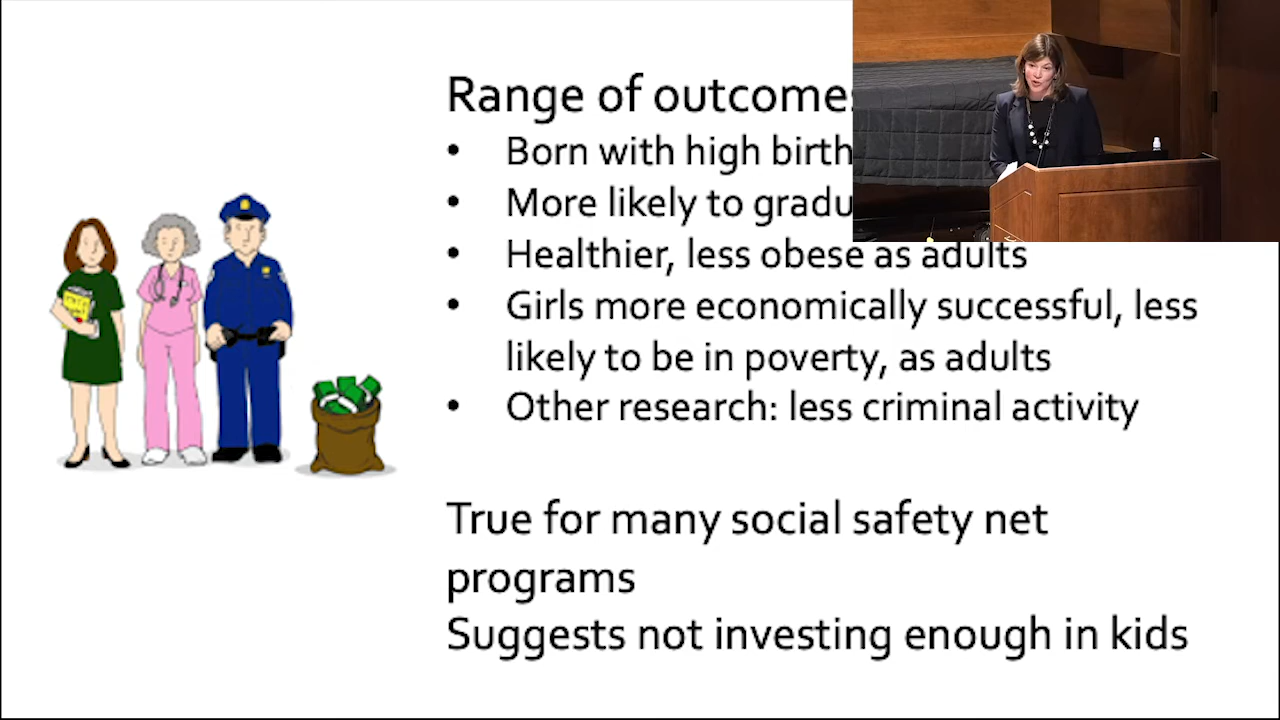 Range of outcome
• Born with high birth
• More likely to gradu
• Healthier, less obese as adults
• Girls more economically successful, less
likely to be in poverty, as adults
• Other research: less criminal activity
True for many social safety net
programs
Suggests not investing enough in kids